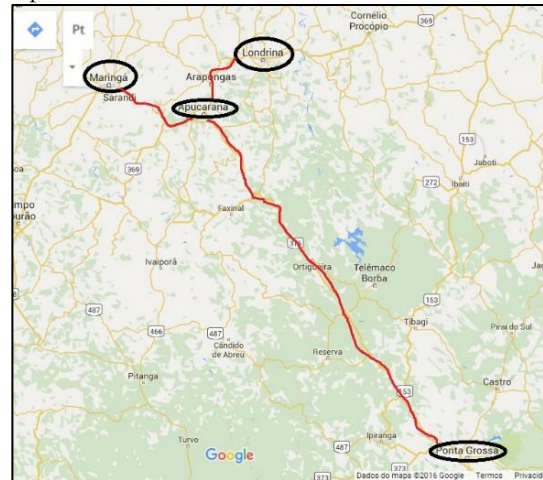 Pt
Cornélio
Procópio
369
Londrina
Maringá
Arapongas
Sarandi
Apucarana
153
Jaboti
369
272
Ibaiti
Faxinal
376
Ivaiporã
Ortigueira
Telêmaco
Borba
487
153
Tibagi
Piraí do Sul
466
487
Cândido
de Abreu
Reserva
Castro
Pitanga
153
487
Turvo
Ipiranga
Ponta Grossa
Google
373
373
Dados do mapa ©2016 Google
Termos